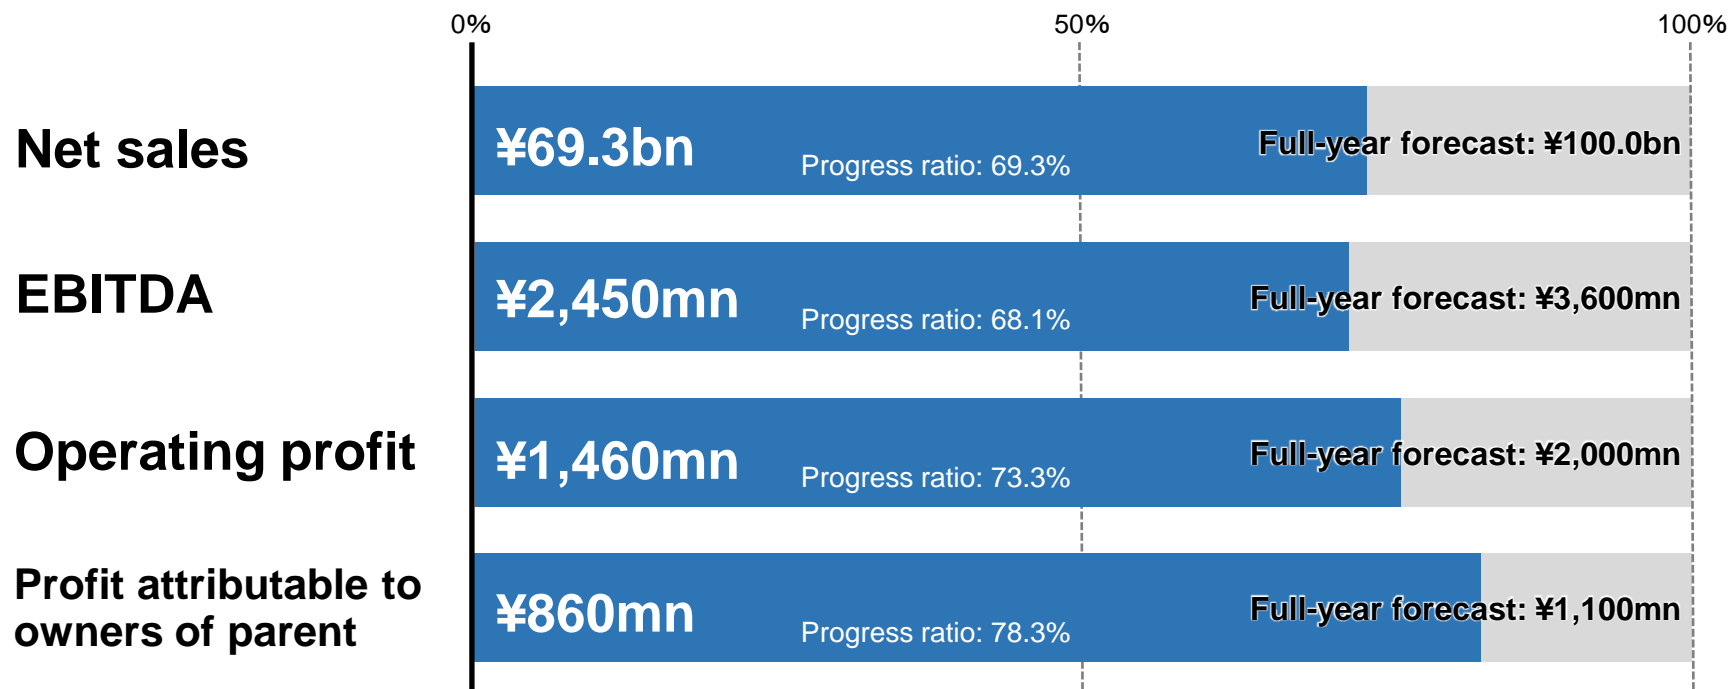 0% 50% 100%
Net sales
¥69.3bn
Progress ratio: 69.3%
Full-year forecast: ¥100.0bn
EBITDA
¥2,450mn
Progress ratio: 68.1%
Full-year forecast: ¥3,600mn
Operating profit
¥1,460mn
Progress ratio: 73.3%
Full-year forecast: ¥2,000mn
Profit attributable to
owners of parent
¥860mn
Progress ratio: 78.3%
Full-year forecast: ¥1,100mn